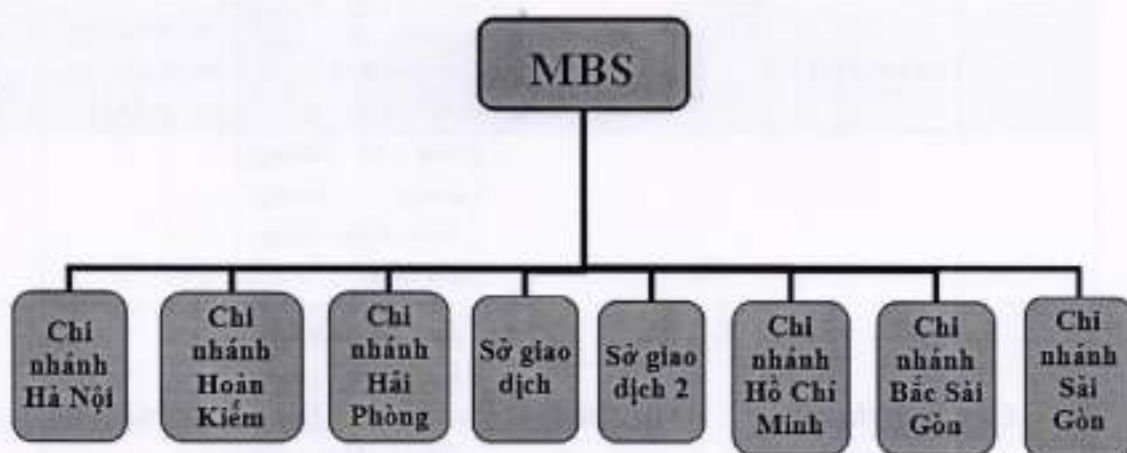 MBS
Chi
nhánh
Hà Nội
Chi
nhánh
Hoàn
Kiếm
Chi
nhánh
Hải
Phòng
Sở giao
dịch
Sở giao
dịch 2
Chi
nhánh
Hồ Chí
Minh
Chi
nhánh
Bắc Sài
Gòn
Chi
nhánh
Sài
Gòn